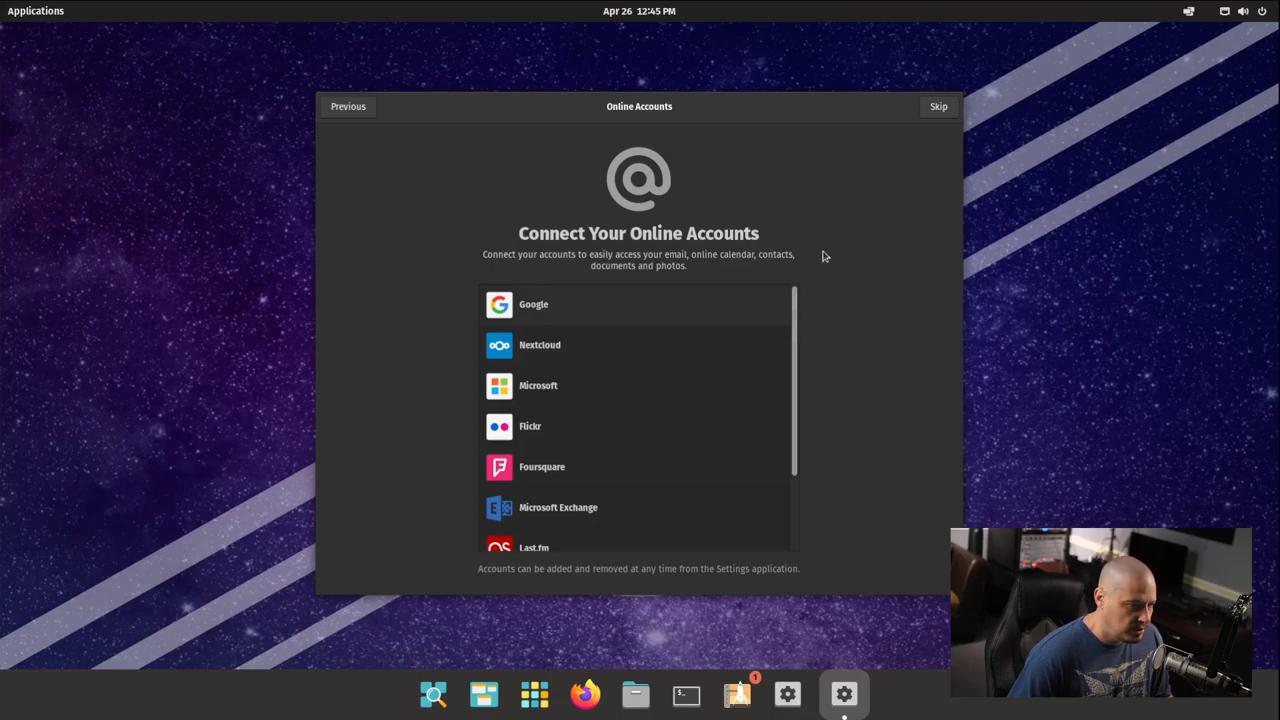 Applications
Apr 26 12:45 PM
Previous
Online Accounts
Skip
Connect Your Online Accounts
Connect your accounts to easily access your email, online calendar, contacts,
documents and photos.
Google
Nextcloud
Microsoft
Flickr
Foursquare
Microsoft Exchange
Last.fm
Accounts can be added and removed at any time from the Settings application.
1